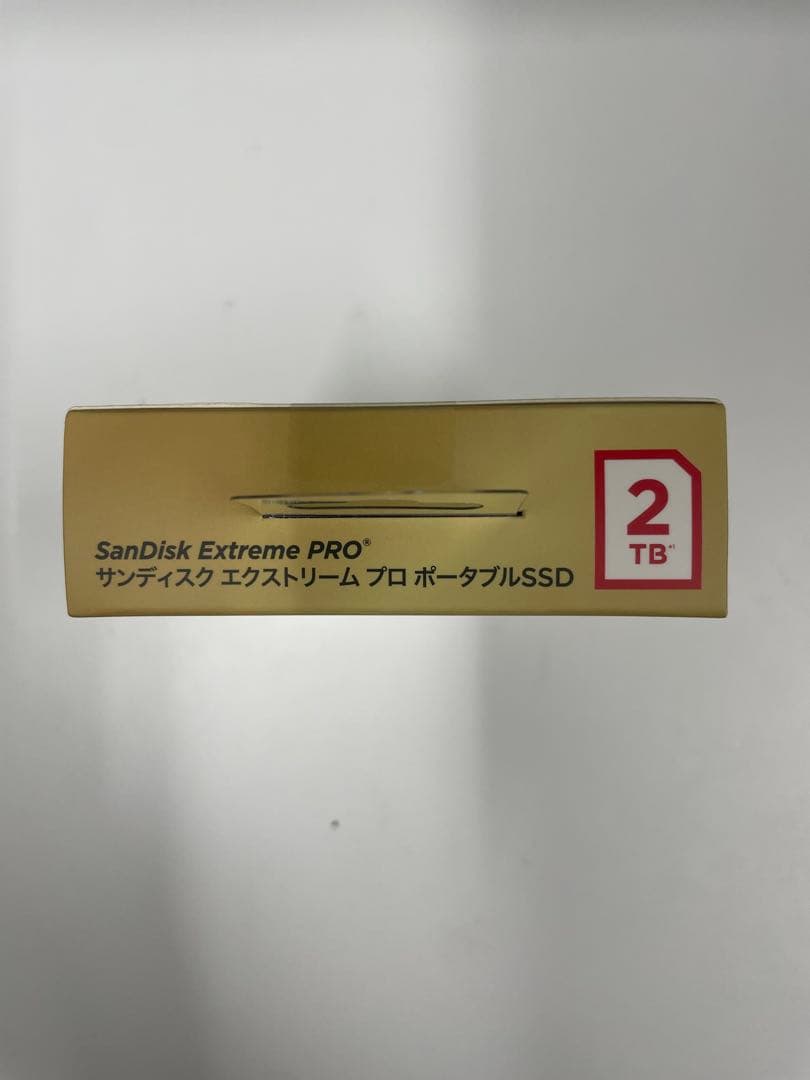 SanDisk Extreme PRO®
サンディスク エクストリーム プロ ポータブルSSD
2
TB*¹